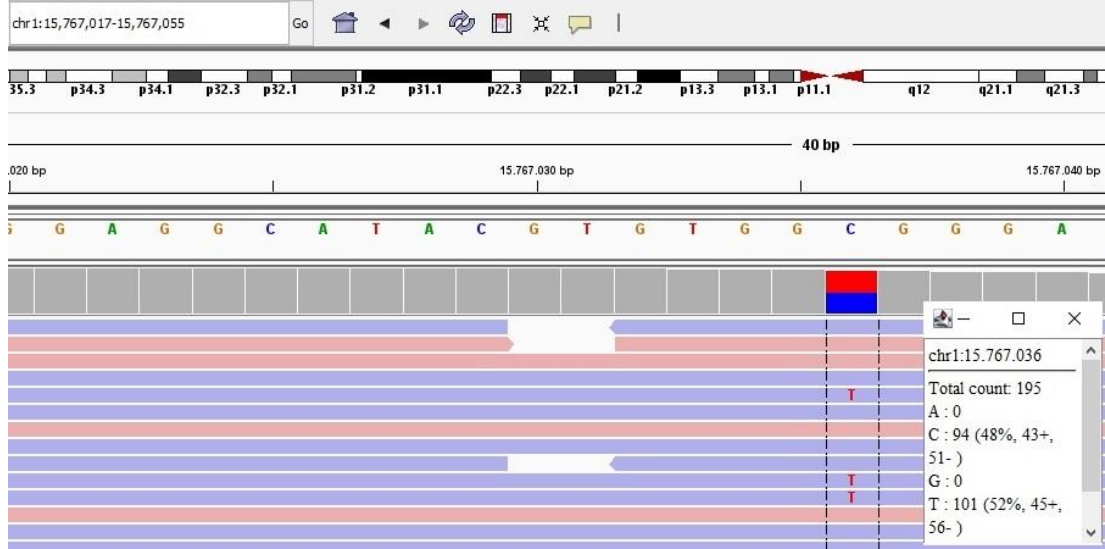 chr1:15,767,017-15,767,055 Go
35.3 p34.3 p34.1 p32.3 p32.1 p31.2 p31.1 p22.3 p22.1 p21.2 p13.3 p13.1 p11.1 q12 q21.1 q21.3
40 bp
.020 bp 15.767.030 bp 15.767.040 bp
G G A G G C A T A C G T G T G G C G G G A
T
T
T
chr1:15.767.036
Total count: 195
A : 0
C : 94 (48%, 43+,
51- )
G : 0
T : 101 (52%, 45+,
56- )